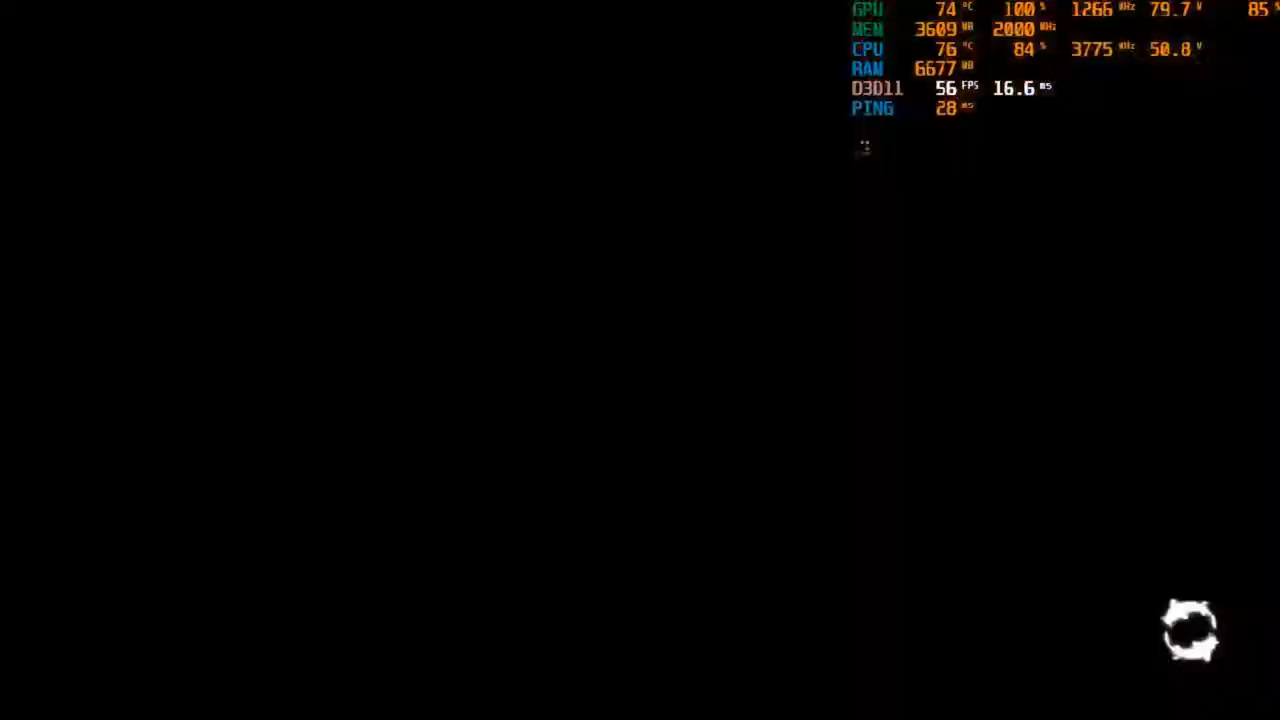 GPU 74 °C 100 % 1266 MHz 79.7 W 85 %
MEM 3609 MB 2000 MHz
CPU 76 °C 84 % 3775 MHz 50.8 W
RAM 6677 MB
D3D11 56 FPS 16.6 ms
PING 28 ms